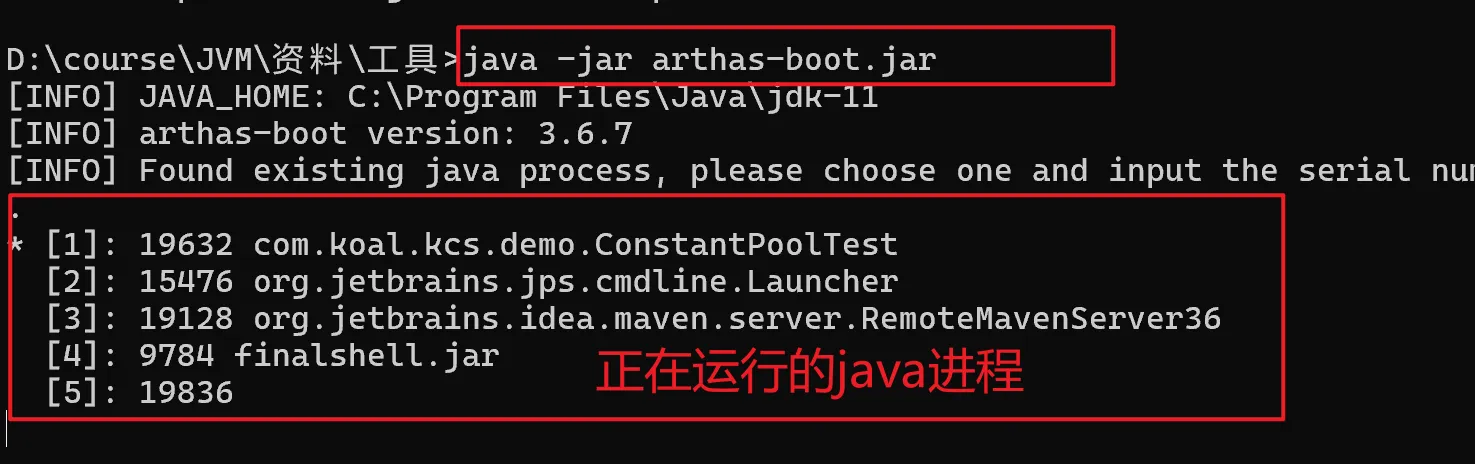 D:\course\JVM\资料\工具>java -jar arthas-boot.jar
[INFO] JAVA_HOME: C:\Program Files\Java\jdk-11
[INFO] arthas-boot version: 3.6.7
[INFO] Found existing java process, please choose one and input the serial
.
* [1]: 19632 com.koal.kcs.demo.ConstantPoolTest
[2]: 15476 org.jetbrains.jps.cmdline.Launcher
[3]: 19128 org.jetbrains.idea.maven.server.RemoteMavenServer36
[4]: 9784 finalshell.jar
正在运行的java进程
[5]: 19836